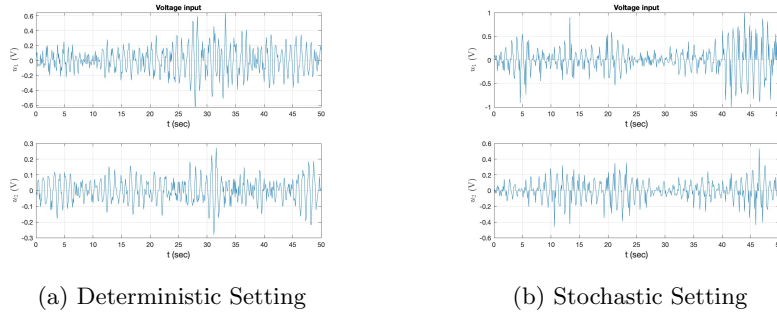 Voltage input
0.6
0.4
0.2
0
-0.2
-0.4
-0.6
u₁ (V)
0 5 10 15 20 25 30 35 40 45 50
t (sec)
0.3
0.2
0.1
0
-0.1
-0.2
-0.3
u₂ (V)
0 5 10 15 20 25 30 35 40 45 50
t (sec)
(a) Deterministic Setting
Voltage input
1
0.5
0
-0.5
-1
u₁ (V)
0 5 10 15 20 25 30 35 40 45 50
t (sec)
0.6
0.4
0.2
0
-0.2
-0.4
-0.6
u₂ (V)
0 5 10 15 20 25 30 35 40 45 50
t (sec)
(b) Stochastic Setting